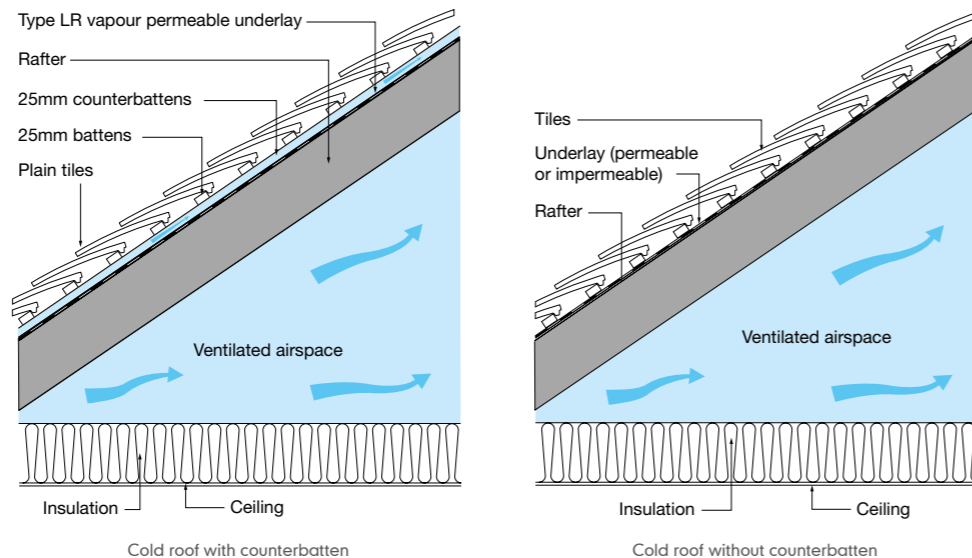 Type LR vapour permeable underlay
Rafter
25mm counterbattens
25mm battens
Plain tiles
Ventilated airspace
Insulation
Ceiling
Cold roof with counterbatten
Tiles
Underlay (permeable
or impermeable)
Rafter
Ventilated airspace
Insulation
Ceiling
Cold roof without counterbatten